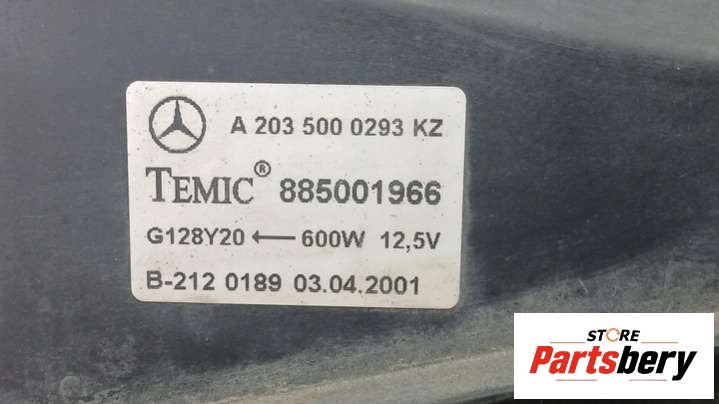 A 203 500 0293 KZ
TEMIC® 885001966
G128Y20 ← 600W 12,5V
B-212 0189 03.04.2001
STORE
Partsbery